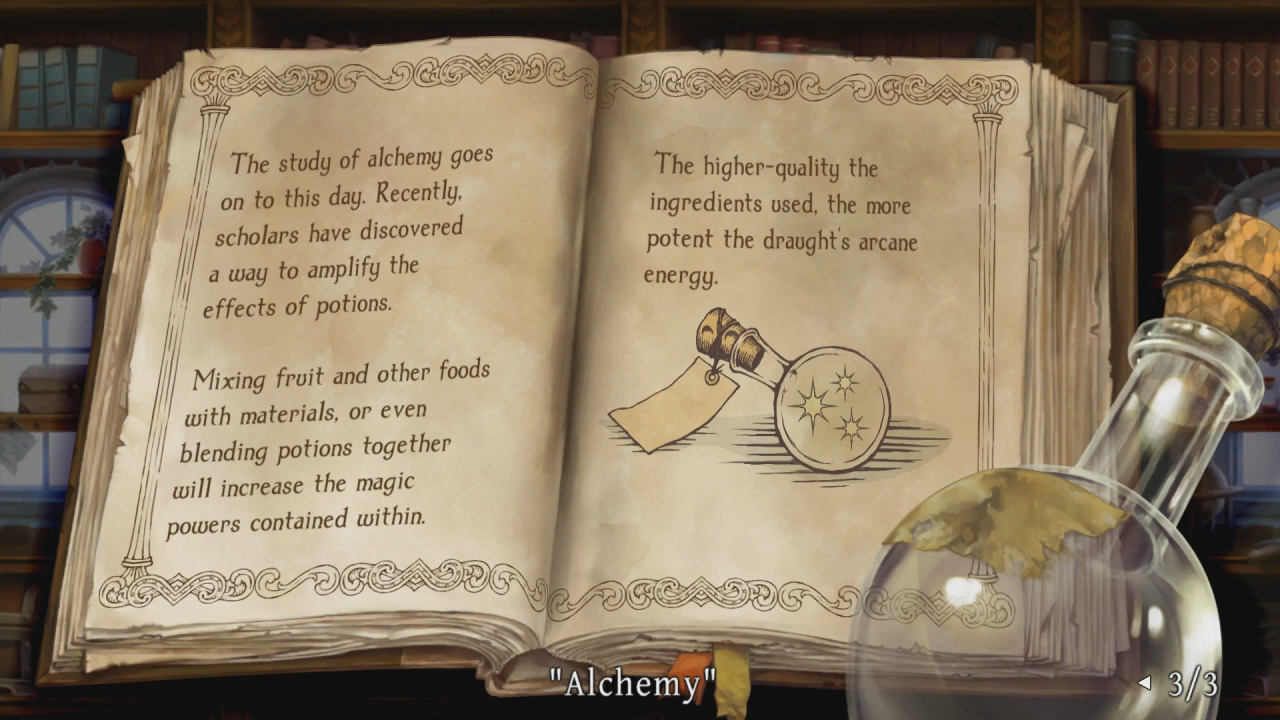 The study of alchemy goes
on to this day. Recently,
scholars have discovered
a way to amplify the
effects of potions.
Mixing fruit and other foods
with materials, or even
blending potions together
will increase the magic
powers contained within.
The higher-quality the
ingredients used, the more
potent the draught's arcane
energy.
"Alchemy"
◄ 3/3